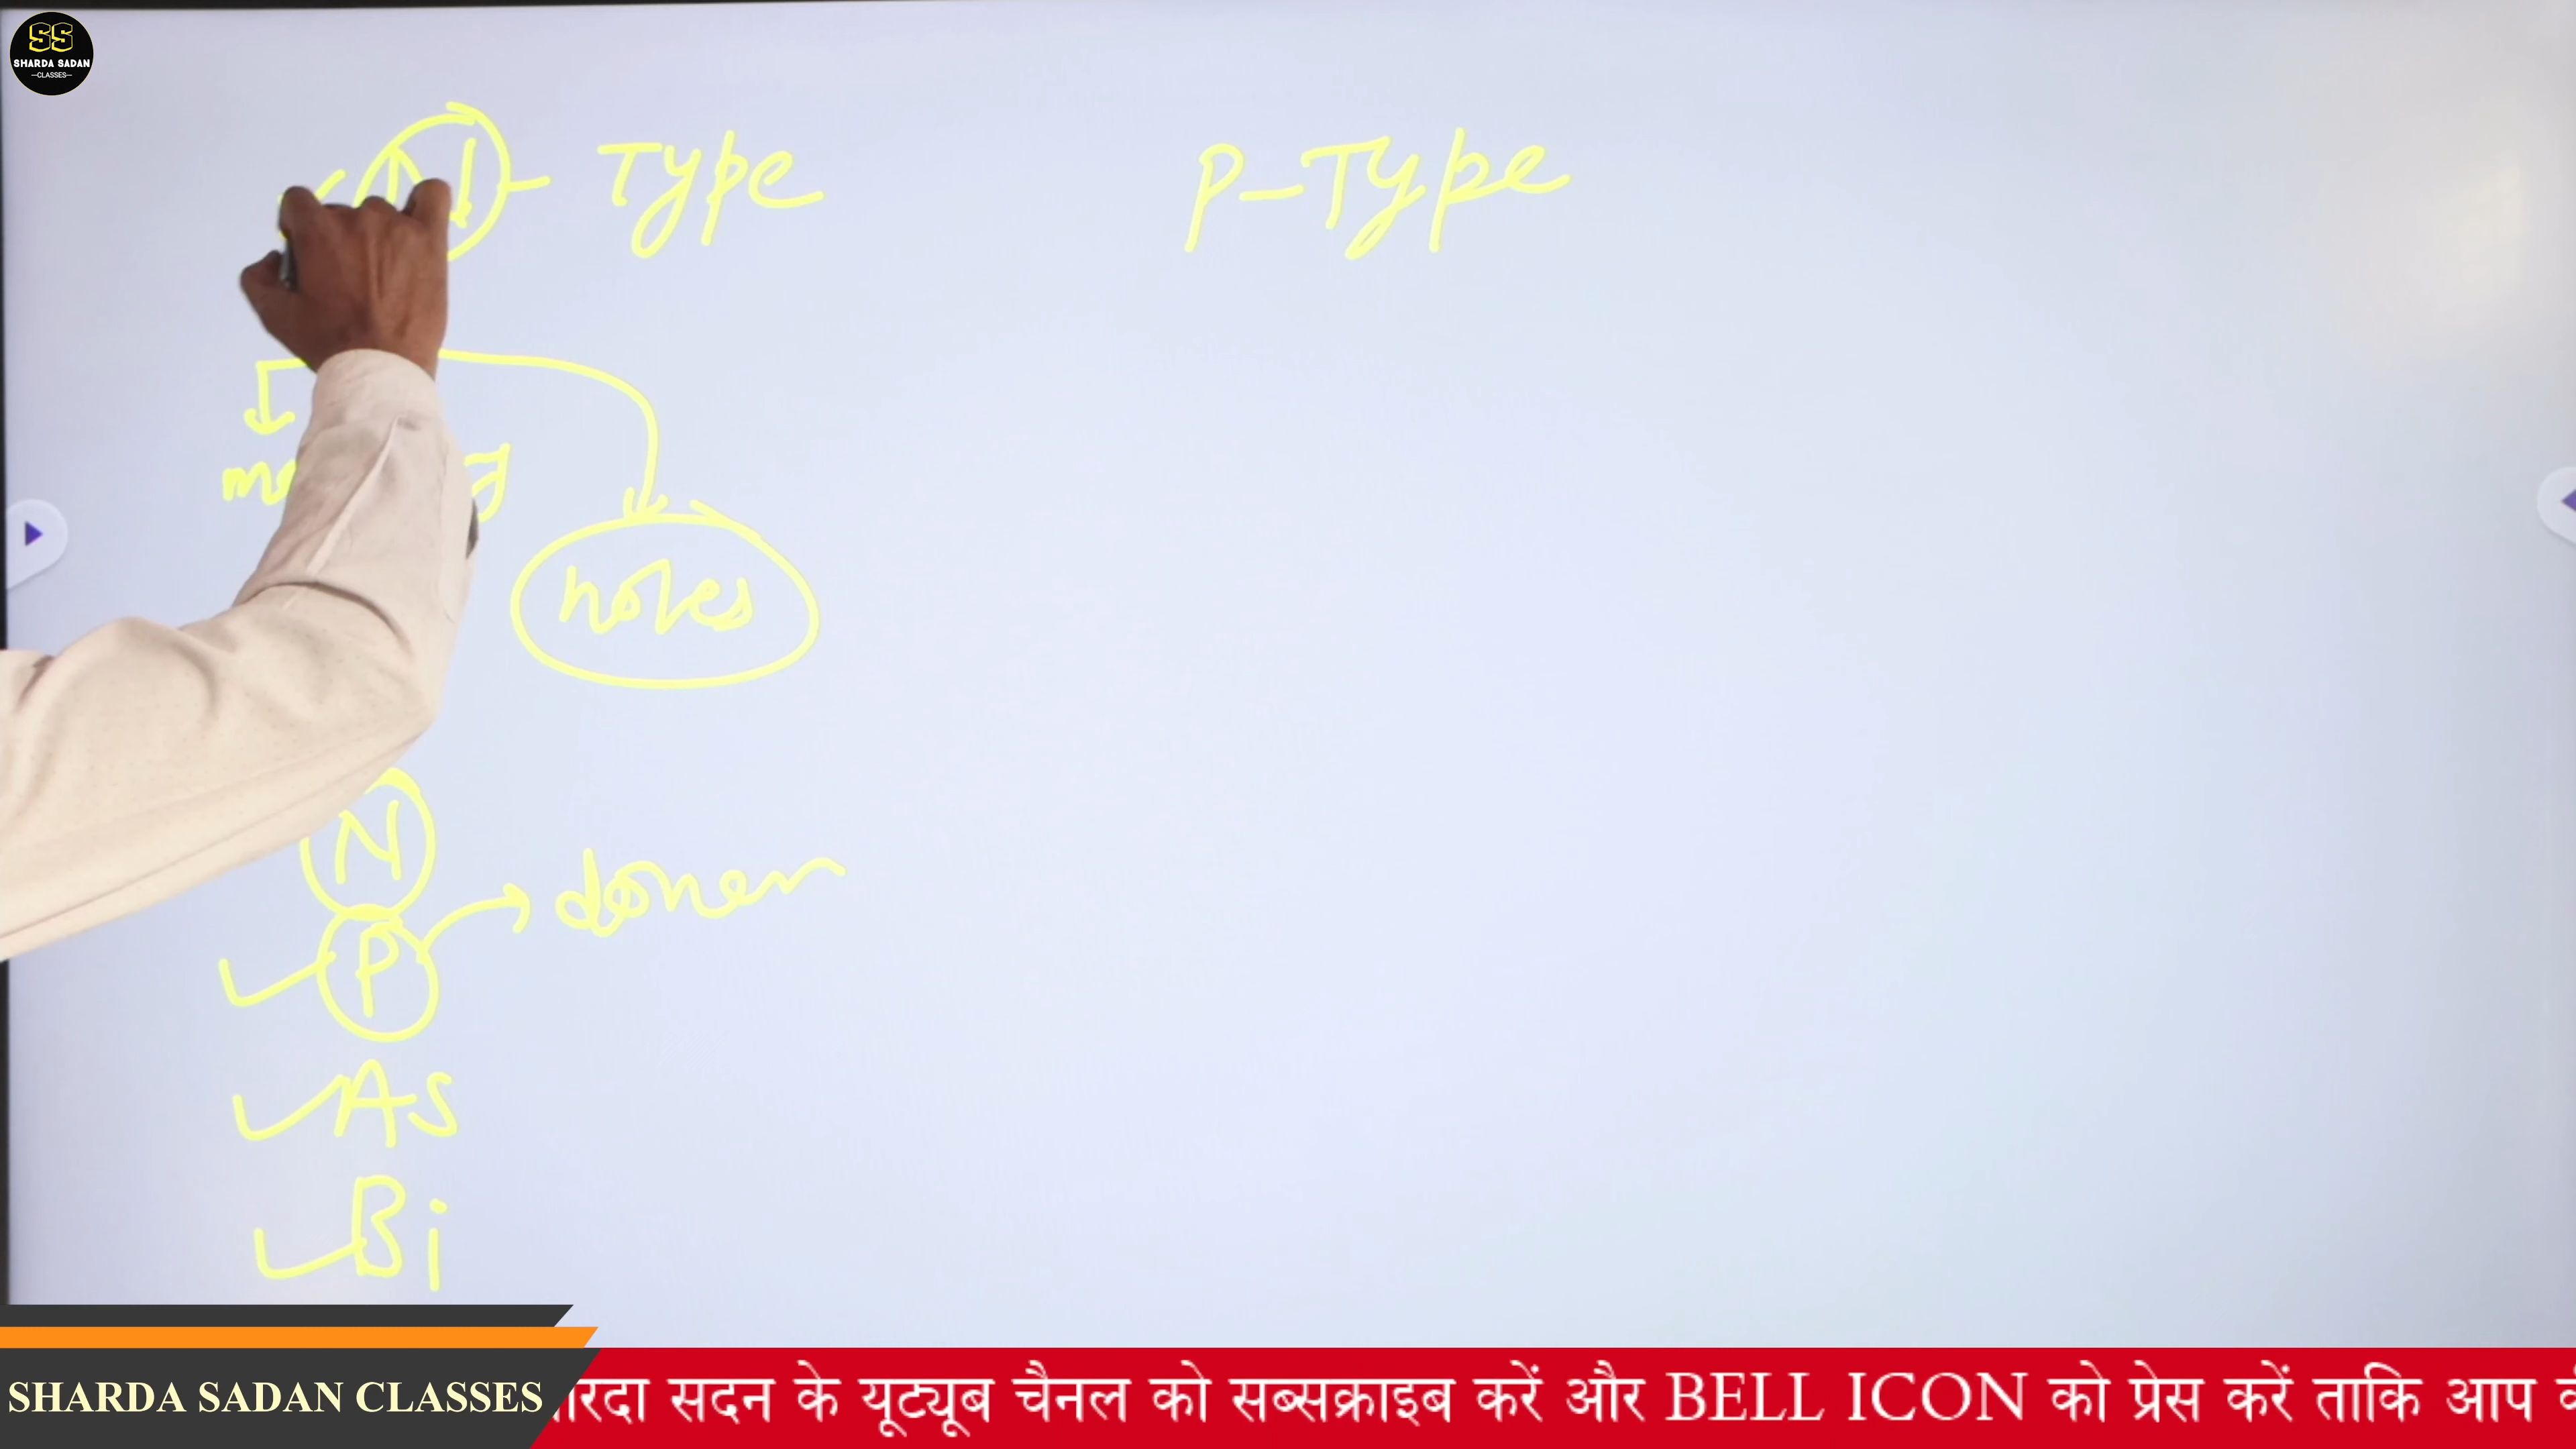 SS
SHARDA SADAN
—CLASSES—
N - Type
P-Type
holes
N
P → doner
As
Bi
SHARDA SADAN CLASSES
रदा सदन के यूट्यूब चैनल को सब्सक्राइब करें और BELL ICON को प्रेस करें ताकि आप